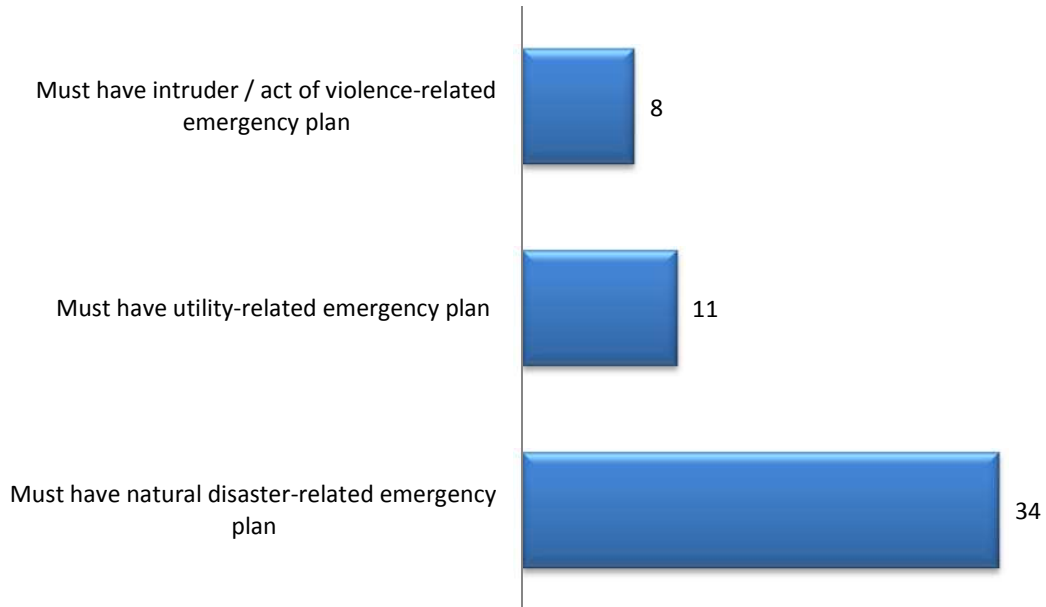 Must have intruder / act of violence-related
emergency plan
8
Must have utility-related emergency plan
11
Must have natural disaster-related emergency
plan
34